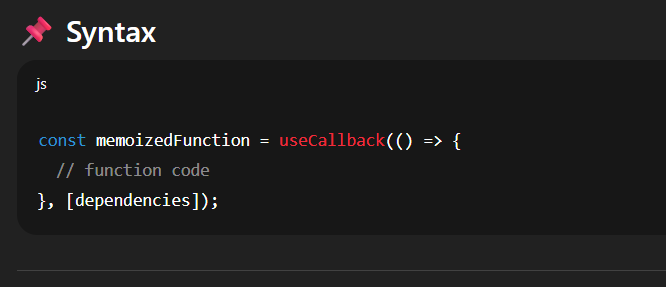 📌 Syntax
js
const memoizedFunction = useCallback(() => {
  // function code
}, [dependencies]);